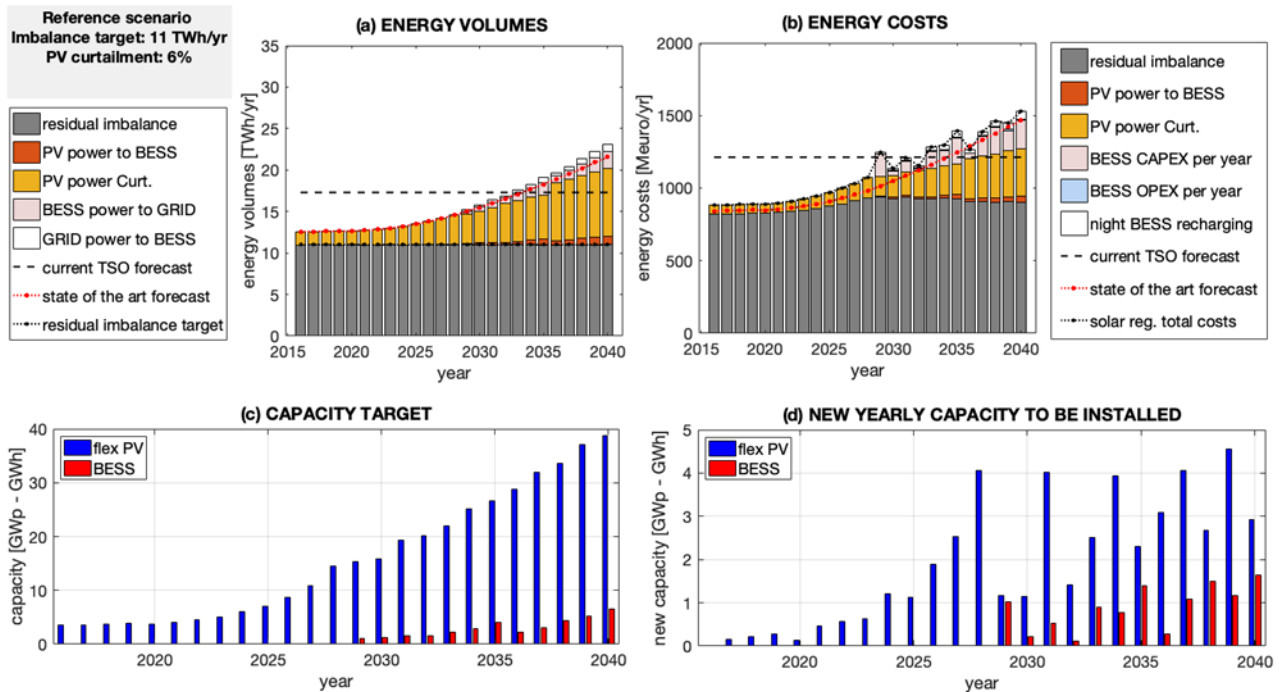 Reference scenario
Imbalance target: 11 TWh/yr
PV curtailment: 6%
residual imbalance
PV power to BESS
PV power Curt.
BESS power to GRID
GRID power to BESS
current TSO forecast
state of the art forecast
residual imbalance target
(a) ENERGY VOLUMES
energy volumes [TWh/yr]
35
30
25
20
15
10
5
0
2015 2020 2025 2030 2035 2040
year
(b) ENERGY COSTS
energy costs [Meuro/yr]
2000
1500
1000
500
0
2015 2020 2025 2030 2035 2040
year
residual imbalance
PV power to BESS
PV power Curt.
BESS CAPEX per year
BESS OPEX per year
night BESS recharging
current TSO forecast
state of the art forecast
solar reg. total costs
(c) CAPACITY TARGET
capacity [GWp - GWh]
40
30
20
10
0
flex PV
BESS
2020 2025 2030 2035 2040
year
(d) NEW YEARLY CAPACITY TO BE INSTALLED
new capacity [GWp - GWh]
5
4
3
2
1
0
flex PV
BESS
2020 2025 2030 2035 2040
year